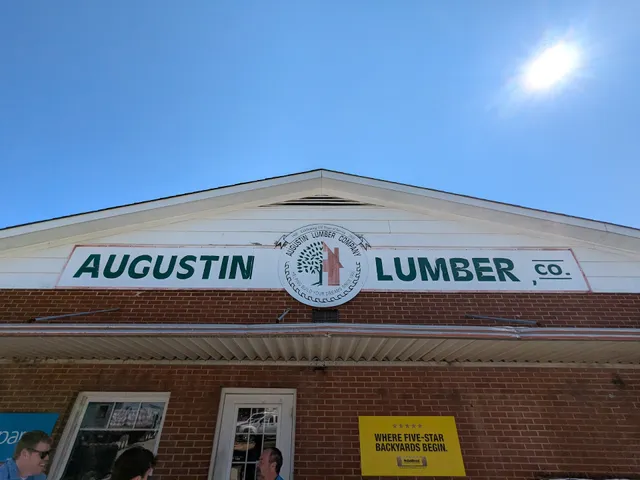 AUGUSTIN LUMBER COMPANY
AUGUSTIN
LUMBER, CO.
WHERE FIVE-STAR
BACKYARDS BEGIN.